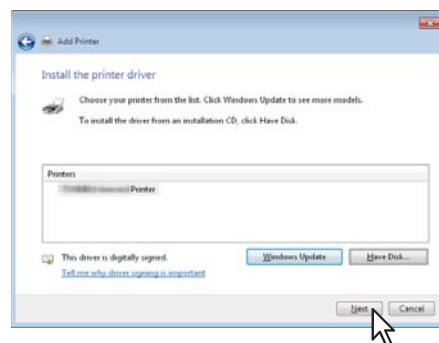 Add Printer
Install the printer driver
Choose your printer from the list. Click Windows Update to see more models.
To install the driver from an installation CD, click Have Disk.
Printers
Printer
This driver is digitally signed.
Tell me why driver signing is important
Windows Update
Have Disk...
Next
Cancel